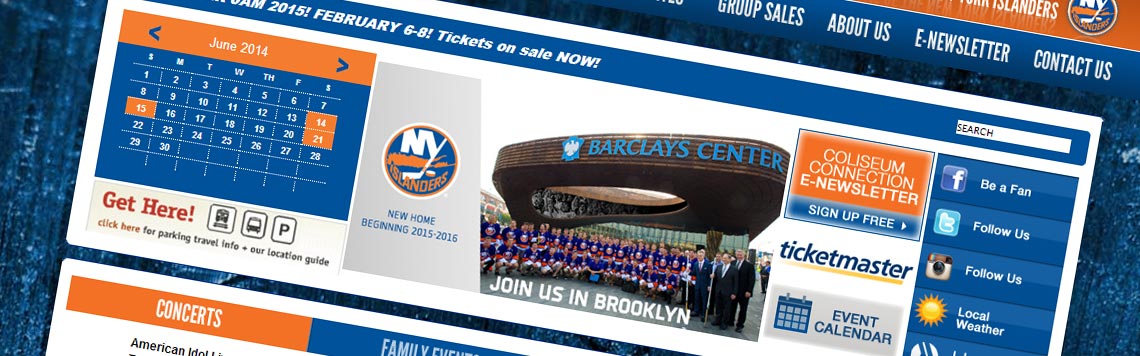 GROUP SALES
ABOUT US
E-NEWSLETTER
CONTACT US
ISLANDERS
JAM 2015! FEBRUARY 6-8! Tickets on sale NOW!
< June 2014 >
S M T W T F S
1 2 3 4 5 6 7
8 9 10 11 12 13 14
15 16 17 18 19 20 21
22 23 24 25 26 27 28
29 30
Get Here!
click here for parking travel info + our location guide
P
NY
ISLANDERS
NEW HOME
BEGINNING 2015-2016
BARCLAYS CENTER
JOIN US IN BROOKLYN
SEARCH
COLISEUM
CONNECTION
E-NEWSLETTER
SIGN UP FREE
ticketmaster
EVENT
CALENDAR
Be a Fan
Follow Us
Follow Us
Local
Weather
CONCERTS
American Idol
FAMILY EVENTS